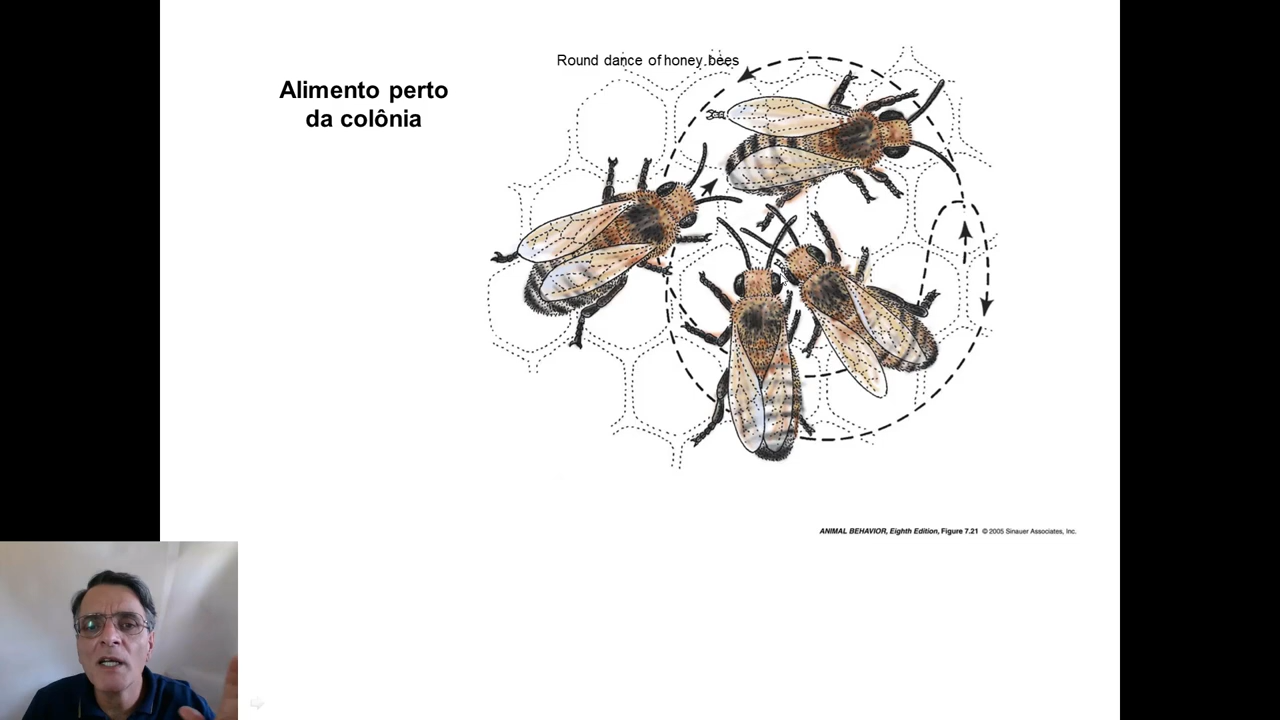 Round dance of honey bees
Alimento perto
da colônia
ANIMAL BEHAVIOR, Eighth Edition, Figure 7.21 © 2005 Sinauer Associates, Inc.